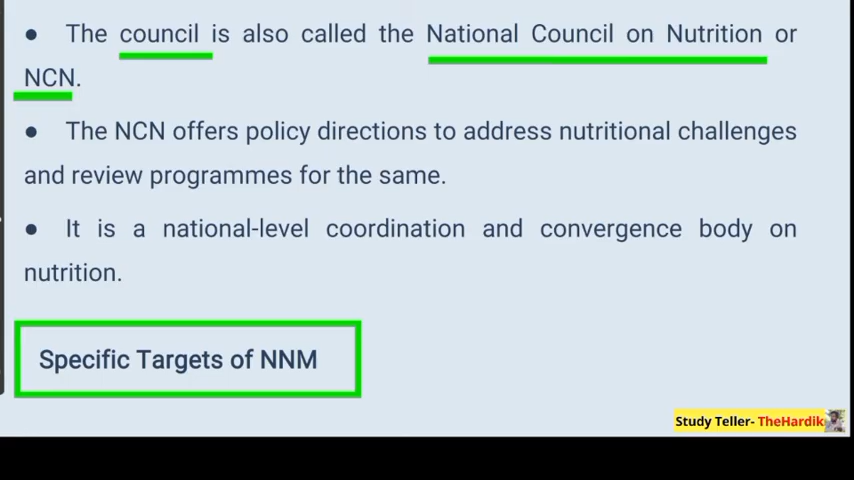 ● The council is also called the National Council on Nutrition or
NCN.
● The NCN offers policy directions to address nutritional challenges
and review programmes for the same.
● It is a national-level coordination and convergence body on
nutrition.
Specific Targets of NNM
Study Teller- TheHardik